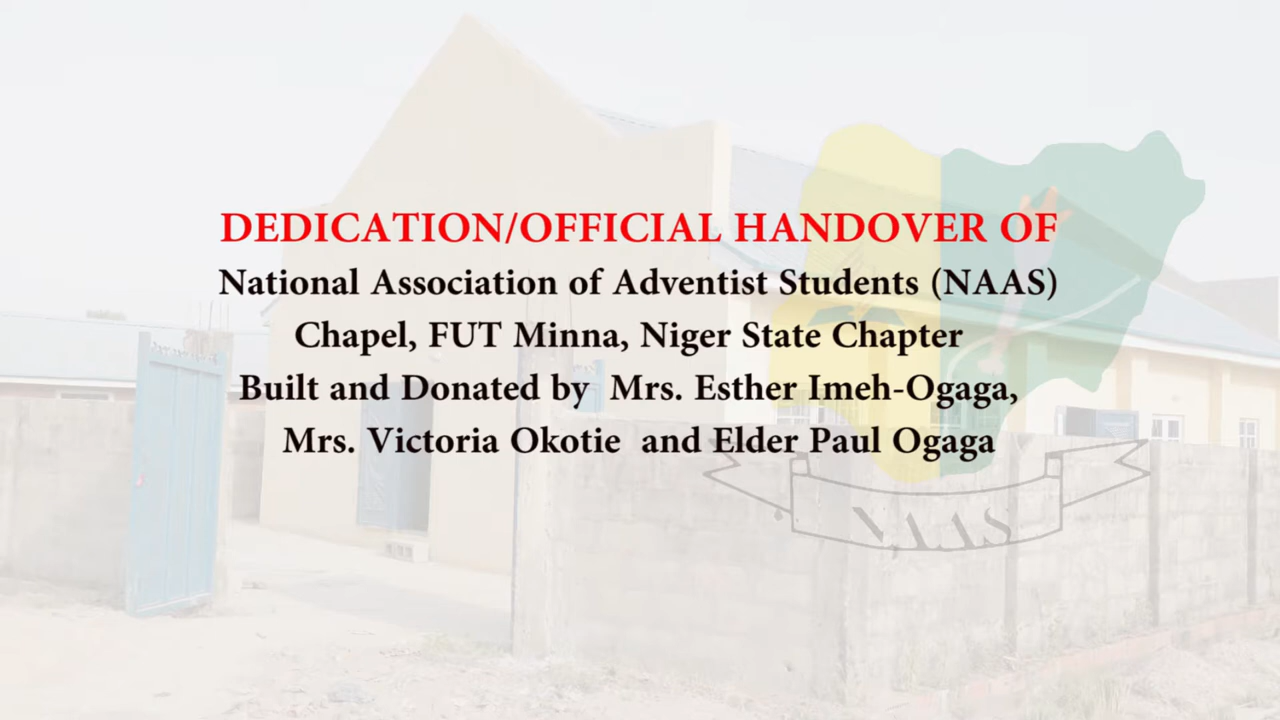 DEDICATION/OFFICIAL HANDOVER OF
National Association of Adventist Students (NAAS)
Chapel, FUT Minna, Niger State Chapter
Built and Donated by Mrs. Esther Imeh-Ogaga,
Mrs. Victoria Okotie and Elder Paul Ogaga
NAAS